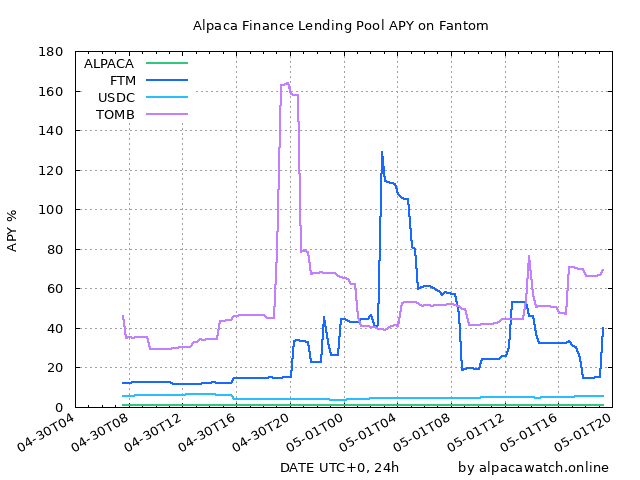 Alpaca Finance Lending Pool APY on Fantom
180
160
140
120
100
80
60
40
20
0
APY %
ALPACA
FTM
USDC
TOMB
04-30T04
04-30T08
04-30T12
04-30T16
04-30T20
05-01T00
05-01T04
05-01T08
05-01T12
05-01T16
05-01T20
DATE UTC+0, 24h
by alpacawatch.online